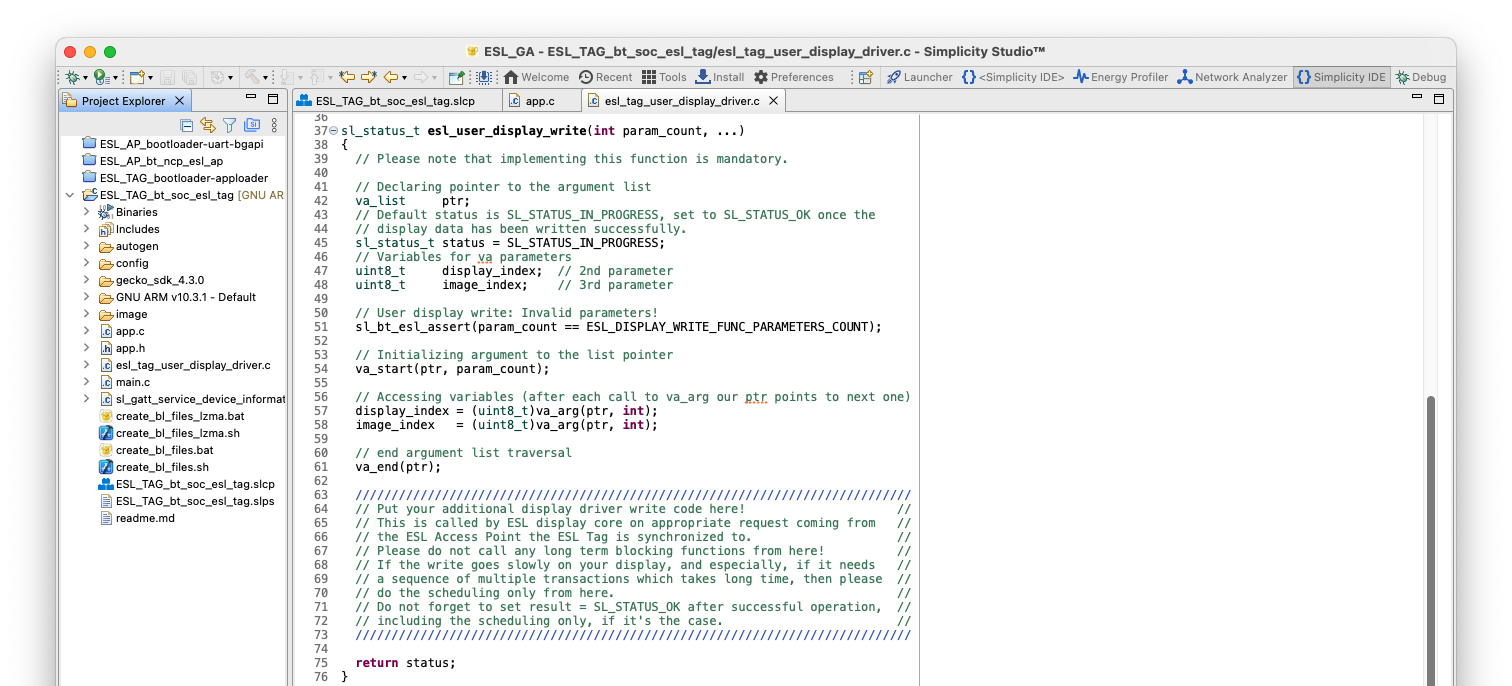 ESL_GA - ESL_TAG_bt_soc_esl_tag/esl_tag_user_display_driver.c - Simplicity Studio™
Welcome Recent Tools Install Preferences Launcher {} <Simplicity IDE> Energy Profiler Network Analyzer {} Simplicity IDE Debug
Project Explorer
ESL_AP_bootloader-uart-bgapi
ESL_AP_bt_ncp_esl_ap
ESL_TAG_bootloader-apploader
ESL_TAG_bt_soc_esl_tag [GNU AR
Binaries
Includes
autogen
config
gecko_sdk_4.3.0
GNU ARM v10.3.1 - Default
image
app.c
app.h
esl_tag_user_display_driver.c
main.c
sl_gatt_service_device_informat
create_bl_files_lzma.bat
create_bl_files_lzma.sh
create_bl_files.bat
create_bl_files.sh
ESL_TAG_bt_soc_esl_tag.slcp
ESL_TAG_bt_soc_esl_tag.slps
readme.md
ESL_TAG_bt_soc_esl_tag.slcp app.c esl_tag_user_display_driver.c
36
37 sl_status_t esl_user_display_write(int param_count, ...)
38 {
39 // Please note that implementing this function is mandatory.
40
41 // Declaring pointer to the argument list
42 va_list ptr;
43 // Default status is SL_STATUS_IN_PROGRESS, set to SL_STATUS_OK once the
44 // display data has been written successfully.
45 sl_status_t status = SL_STATUS_IN_PROGRESS;
46 // Variables for va parameters
47 uint8_t display_index; // 2nd parameter
48 uint8_t image_index; // 3rd parameter
49
50 // User display write: Invalid parameters!
51 sl_bt_esl_assert(param_count == ESL_DISPLAY_WRITE_FUNC_PARAMETERS_COUNT);
52
53 // Initializing argument to the list pointer
54 va_start(ptr, param_count);
55
56 // Accessing variables (after each call to va_arg our ptr points to next one)
57 display_index = (uint8_t)va_arg(ptr, int);
58 image_index = (uint8_t)va_arg(ptr, int);
59
60 // end argument list traversal
61 va_end(ptr);
62
63 /////////////////////////////////////////////////////////////////////////////
64 // Put your additional display driver write code here! //
65 // This is called by ESL display core on appropriate request coming from //
66 // the ESL Access Point the ESL Tag is synchronized to. //
67 // Please do not call any long term blocking functions from here! //
68 // If the write goes slowly on your display, and especially, if it needs //
69 // a sequence of multiple transactions which takes long time, then please //
70 // do the scheduling only from here. //
71 // Do not forget to set result = SL_STATUS_OK after successful operation, //
72 // including the scheduling only, if it's the case. //
73 /////////////////////////////////////////////////////////////////////////////
74
75 return status;
76 }